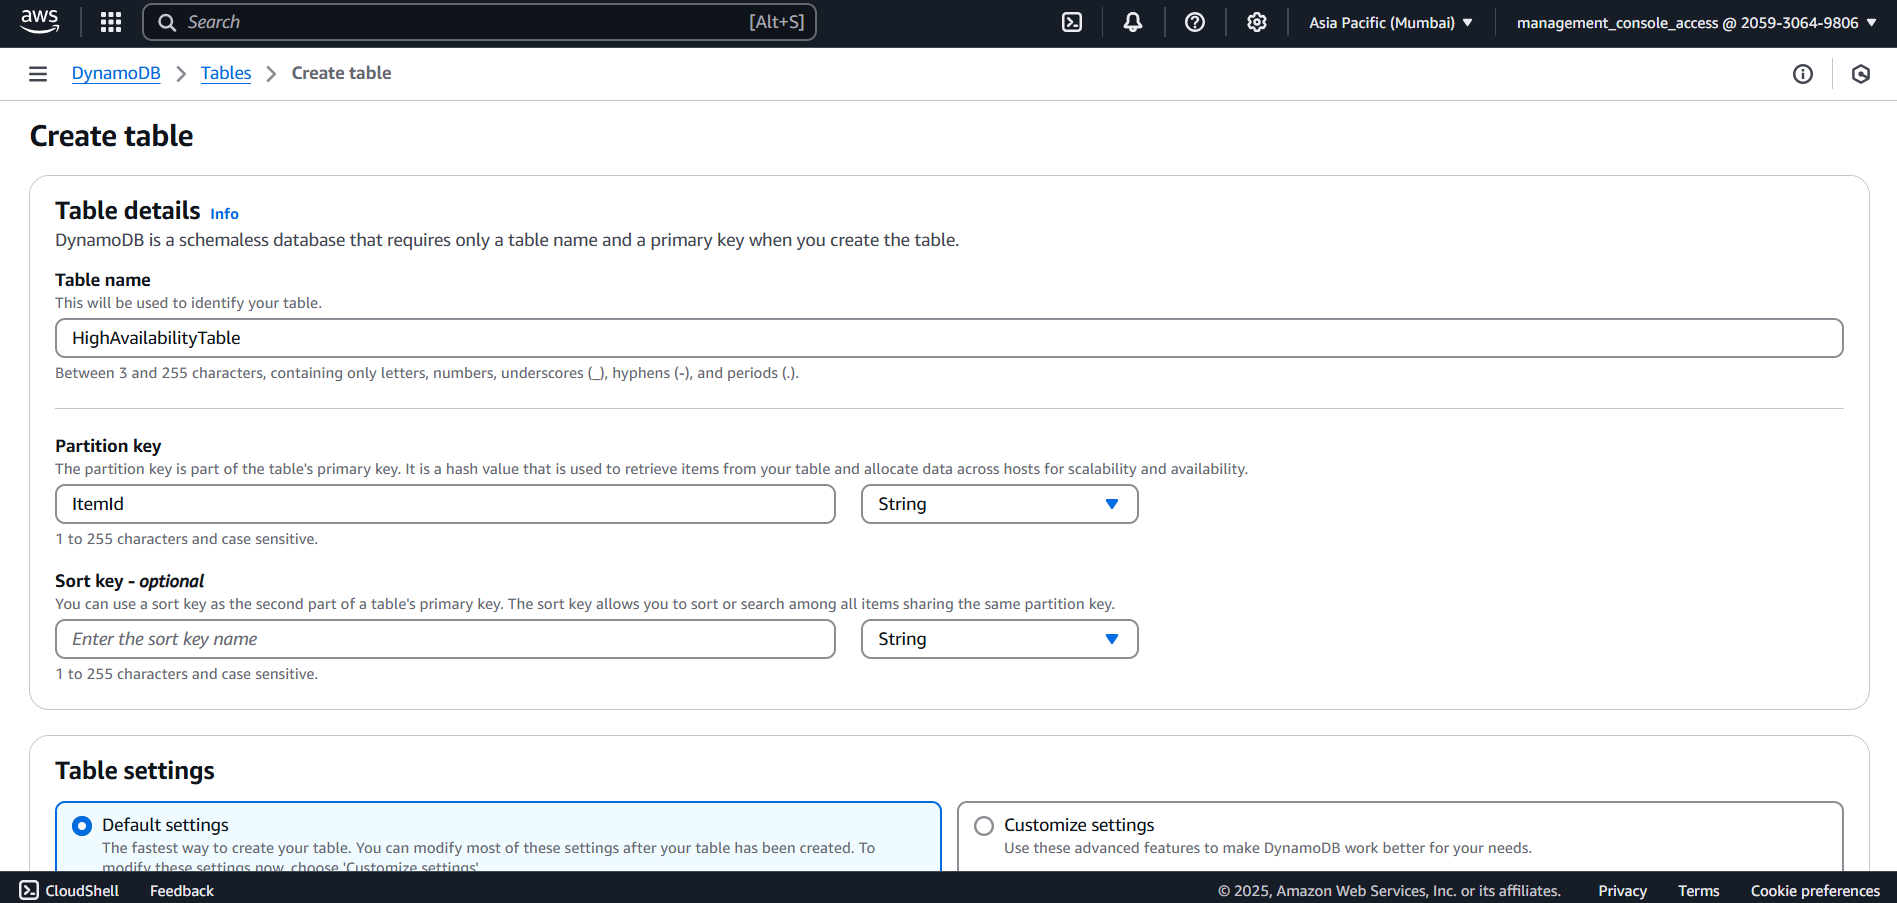 aws
Search [Alt+S]
Asia Pacific (Mumbai)
management_console_access @ 2059-3064-9806
DynamoDB
Tables
Create table
Create table
Table details Info
DynamoDB is a schemaless database that requires only a table name and a primary key when you create the table.
Table name
This will be used to identify your table.
HighAvailabilityTable
Between 3 and 255 characters, containing only letters, numbers, underscores (_), hyphens (-), and periods (.).
Partition key
The partition key is part of the table's primary key. It is a hash value that is used to retrieve items from your table and allocate data across hosts for scalability and availability.
ItemId
String
1 to 255 characters and case sensitive.
Sort key - optional
You can use a sort key as the second part of a table's primary key. The sort key allows you to sort or search among all items sharing the same partition key.
Enter the sort key name
String
1 to 255 characters and case sensitive.
Table settings
Default settings
The fastest way to create your table. You can modify most of these settings after your table has been created. To
modify these settings now, choose 'Customize settings'.
Customize settings
Use these advanced features to make DynamoDB work better for your needs.
CloudShell
Feedback
© 2025, Amazon Web Services, Inc. or its affiliates.
Privacy
Terms
Cookie preferences